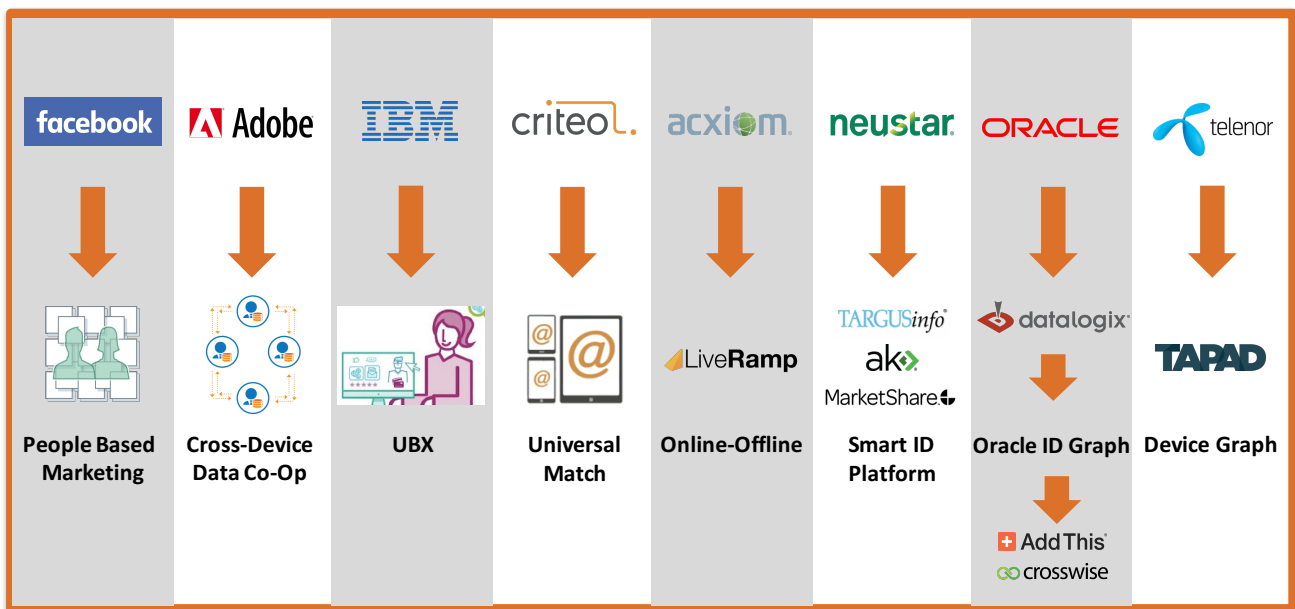 facebook
Adobe
IBM
criteol.
acxiom.
neustar.
ORACLE
telenor
@
@
@
TARGUSinfo®
ak
MarketShare
LiveRamp
datalogix
TAPAD
People Based
Marketing
Cross-Device
Data Co-Op
UBX
Universal
Match
Online-Offline
Smart ID
Platform
Oracle ID Graph
Device Graph
AddThis
crosswise